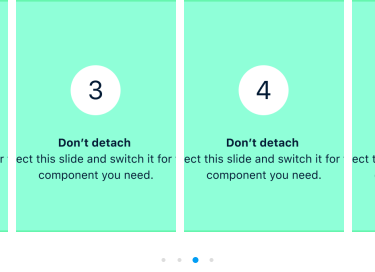 3
Don’t detach
ect this slide and switch it for
component you need.
4
Don’t detach
ect this slide and switch it for
component you need.